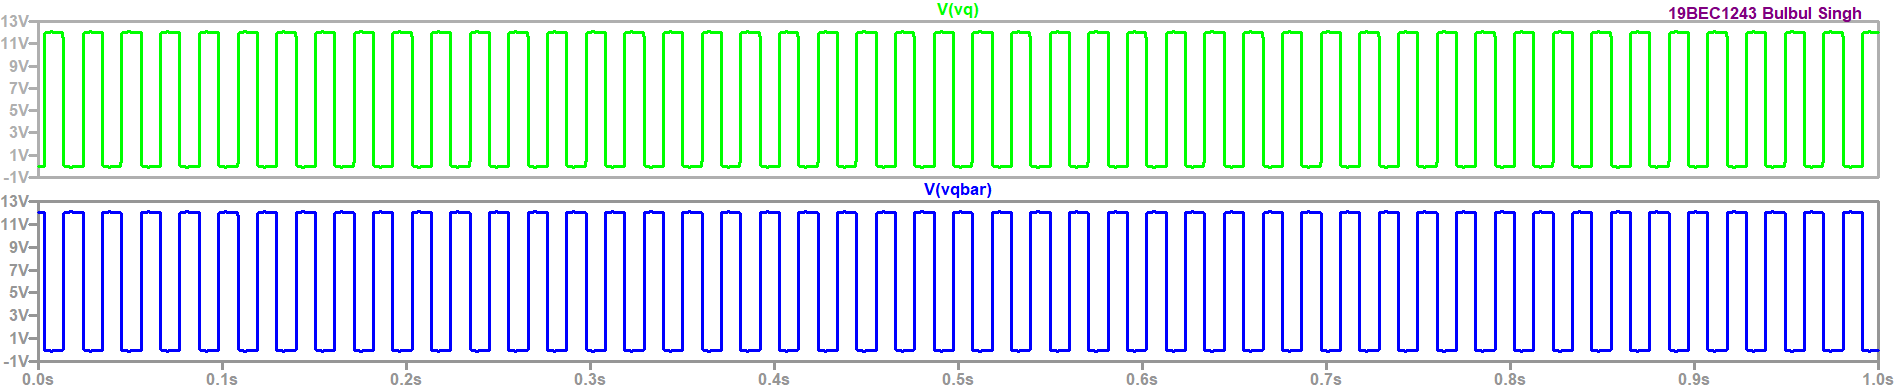 V(vq)
19BEC1243 Bulbul Singh
13V
11V
9V
7V
5V
3V
1V
-1V
V(vqbar)
13V
11V
9V
7V
5V
3V
1V
-1V
0.0s 0.1s 0.2s 0.3s 0.4s 0.5s 0.6s 0.7s 0.8s 0.9s 1.0s